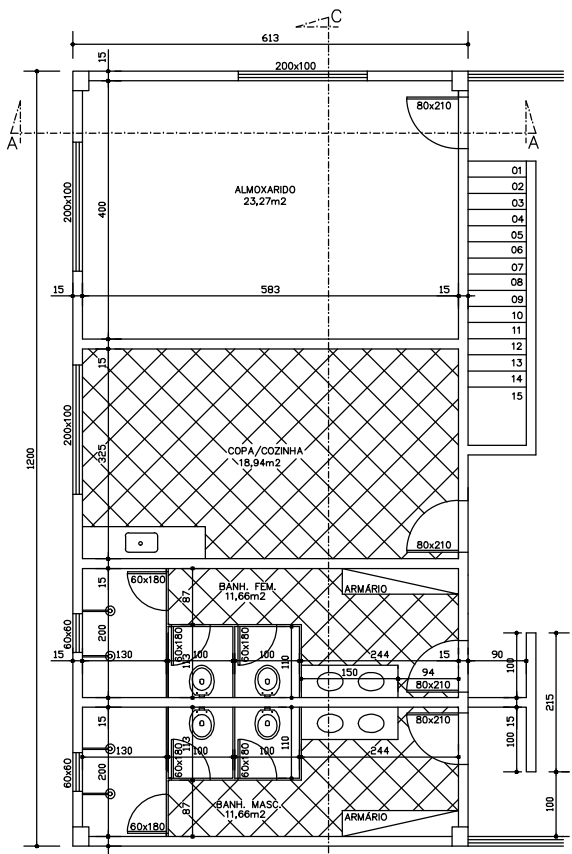 C
613
15
200x100
80x210
A
A
ALMOXARIDO
23,27m2
200x100
400
01
02
03
04
05
06
07
08
09
10
11
12
13
14
15
15
583
15
15
200x100
COPA/COZINHA
18,94m2
325
1200
80x210
15
60x180
87
BANH. FEM.
11,66m2
ARMÁRIO
60x60
200
60x180
113
60x180
110
15
130
100
100
244
15
90
150
94
100
80x210
215
15
113
110
80x210
15
100
60x60
200
130
60x180
100
60x180
100
244
87
BANH. MASC.
11,66m2
ARMÁRIO
60x180
100
15